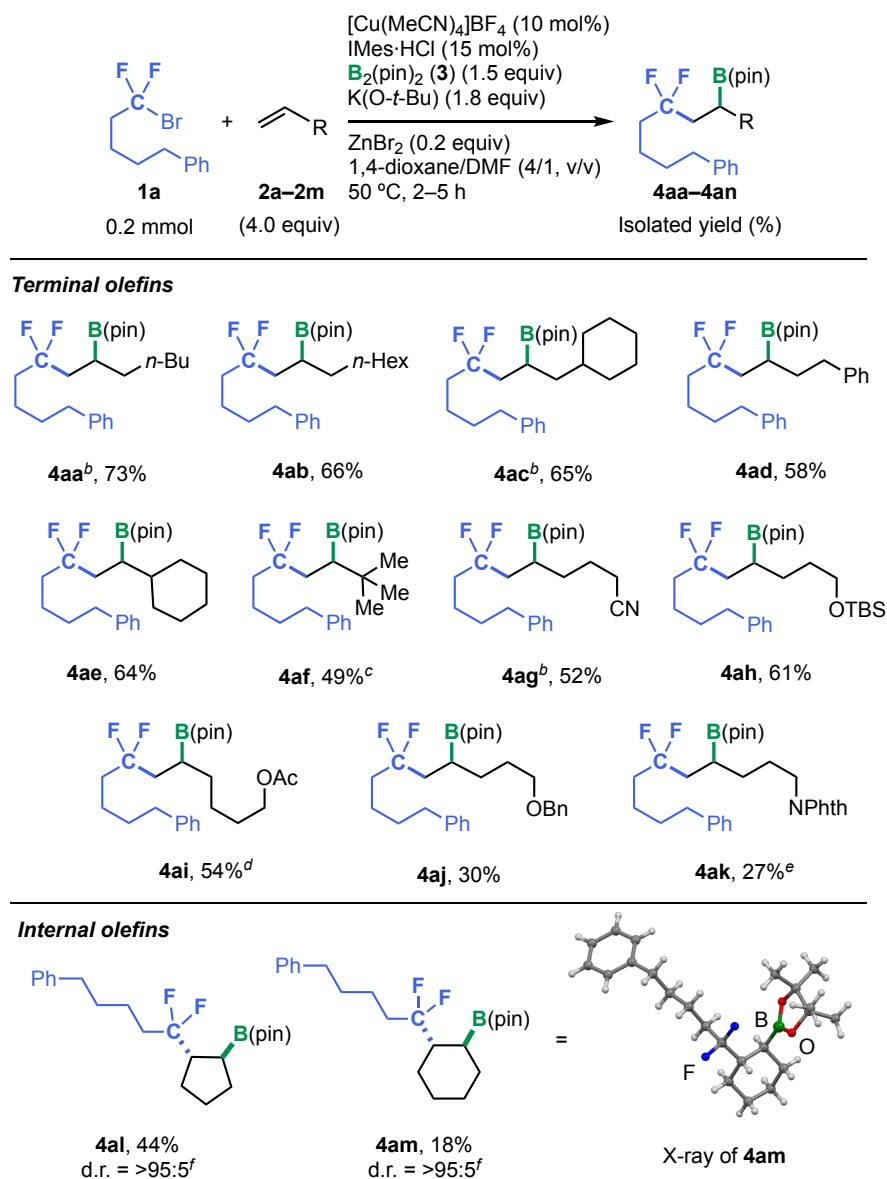 [Cu(MeCN)4]BF4 (10 mol%)
IMes·HCl (15 mol%)
B2(pin)2 (3) (1.5 equiv)
K(O-t-Bu) (1.8 equiv)
F F
C Br
Ph
+
R
ZnBr2 (0.2 equiv)
1,4-dioxane/DMF (4/1, v/v)
50 ºC, 2–5 h
F F B(pin)
C R
Ph
1a
2a–2m
4aa–4an
0.2 mmol
(4.0 equiv)
Isolated yield (%)
Terminal olefins
F F B(pin)
C n-Bu
Ph
4aab, 73%
F F B(pin)
C n-Hex
Ph
4ab, 66%
F F B(pin)
C
Ph
4acb, 65%
F F B(pin)
C Ph
Ph
4ad, 58%
F F B(pin)
C
Ph
4ae, 64%
F F B(pin)
C Me
Me
Me
Ph
4af, 49%c
F F B(pin)
C
CN
Ph
4agb, 52%
F F B(pin)
C
OTBS
Ph
4ah, 61%
F F B(pin)
C OAc
Ph
4ai, 54%d
F F B(pin)
C
OBn
Ph
4aj, 30%
F F B(pin)
C
NPhth
Ph
4ak, 27%e
Internal olefins
Ph
F
F
C B(pin)
4al, 44%
d.r. = >95:5f
Ph
F
F
C B(pin)
4am, 18%
d.r. = >95:5f
=
B
O
F
X-ray of 4am